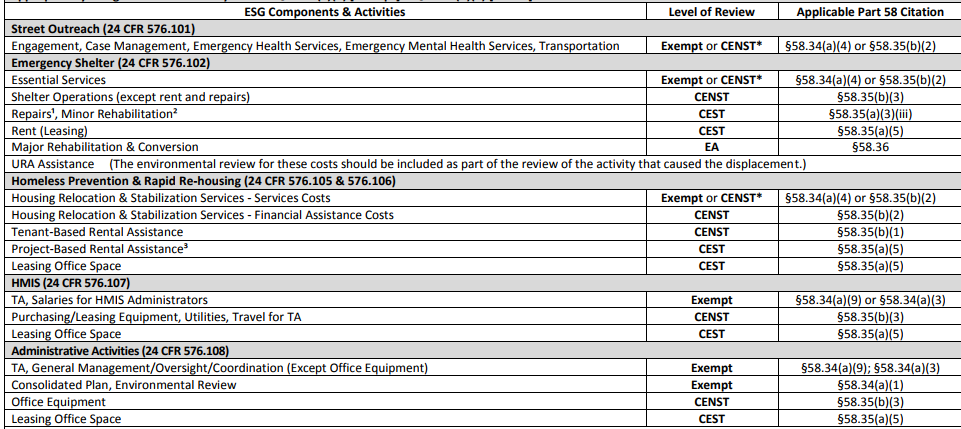 ESG Components & Activities Level of Review Applicable Part 58 Citation
Street Outreach (24 CFR 576.101)
Engagement, Case Management, Emergency Health Services, Emergency Mental Health Services, Transportation Exempt or CENST* §58.34(a)(4) or §58.35(b)(2)
Emergency Shelter (24 CFR 576.102)
Essential Services Exempt or CENST* §58.34(a)(4) or §58.35(b)(2)
Shelter Operations (except rent and repairs) CENST §58.35(b)(3)
Repairs¹, Minor Rehabilitation² CEST §58.35(a)(3)(iii)
Rent (Leasing) CEST §58.35(a)(5)
Major Rehabilitation & Conversion EA §58.36
URA Assistance (The environmental review for these costs should be included as part of the review of the activity that caused the displacement.)
Homeless Prevention & Rapid Re-housing (24 CFR 576.105 & 576.106)
Housing Relocation & Stabilization Services - Services Costs Exempt or CENST* §58.34(a)(4) or §58.35(b)(2)
Housing Relocation & Stabilization Services - Financial Assistance Costs CENST §58.35(b)(2)
Tenant-Based Rental Assistance CENST §58.35(b)(1)
Project-Based Rental Assistance³ CEST §58.35(a)(5)
Leasing Office Space CEST §58.35(a)(5)
HMIS (24 CFR 576.107)
TA, Salaries for HMIS Administrators Exempt §58.34(a)(9) or §58.34(a)(3)
Purchasing/Leasing Equipment, Utilities, Travel for TA CENST §58.35(b)(3)
Leasing Office Space CEST §58.35(a)(5)
Administrative Activities (24 CFR 576.108)
TA, General Management/Oversight/Coordination (Except Office Equipment) Exempt §58.34(a)(9); §58.34(a)(3)
Consolidated Plan, Environmental Review Exempt §58.34(a)(1)
Office Equipment CENST §58.35(b)(3)
Leasing Office Space CEST §58.35(a)(5)